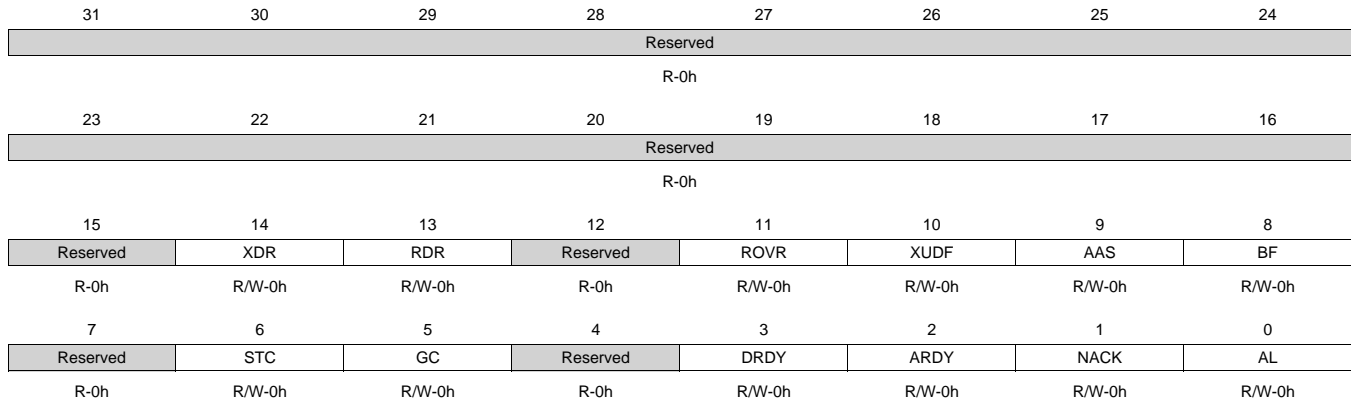 31 30 29 28 27 26 25 24
Reserved
R-0h
23 22 21 20 19 18 17 16
Reserved
R-0h
15 14 13 12 11 10 9 8
Reserved XDR RDR Reserved ROVR XUDF AAS BF
R-0h R/W-0h R/W-0h R-0h R/W-0h R/W-0h R/W-0h R/W-0h
7 6 5 4 3 2 1 0
Reserved STC GC Reserved DRDY ARDY NACK AL
R-0h R/W-0h R/W-0h R-0h R/W-0h R/W-0h R/W-0h R/W-0h